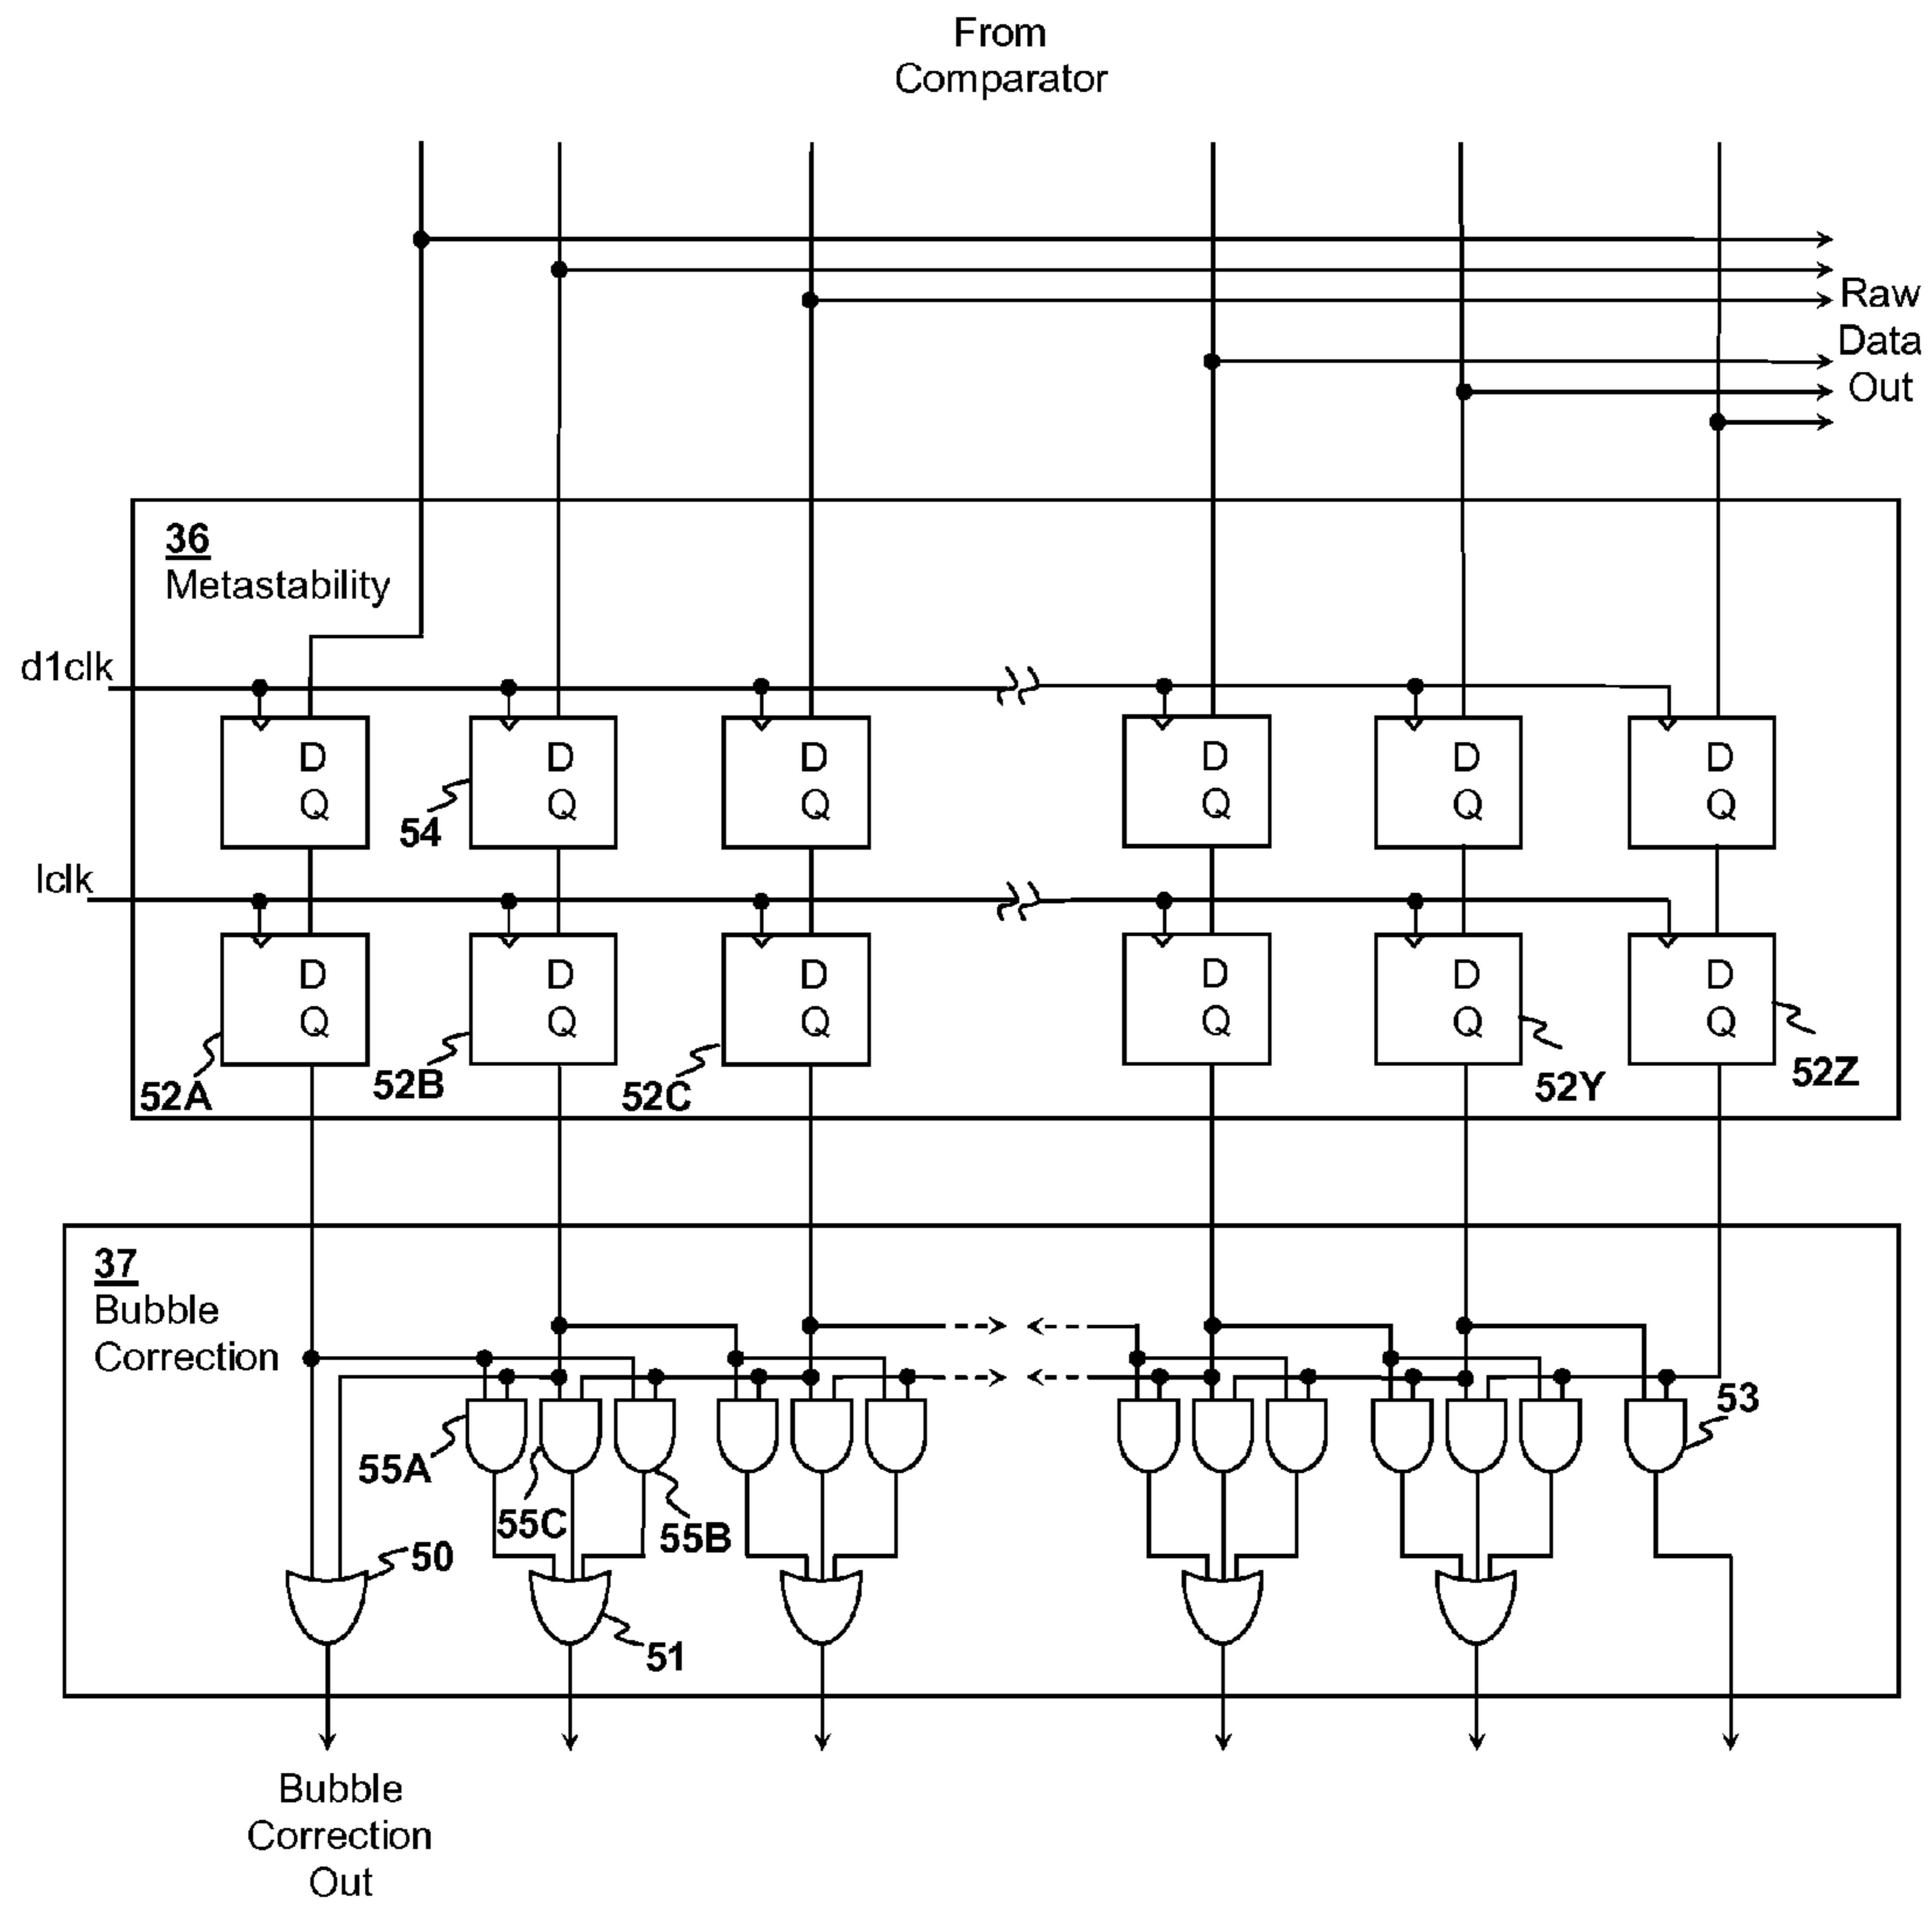 From
Comparator
Raw
Data
Out
36
Metastability
d1clk
D D D D D D
Q Q Q Q Q Q
54
lclk
D D D D D D
Q Q Q Q Q Q
52A 52B 52C 52Y 52Z
37
Bubble
Correction
53
55A
55C 55B
50
51
Bubble
Correction
Out